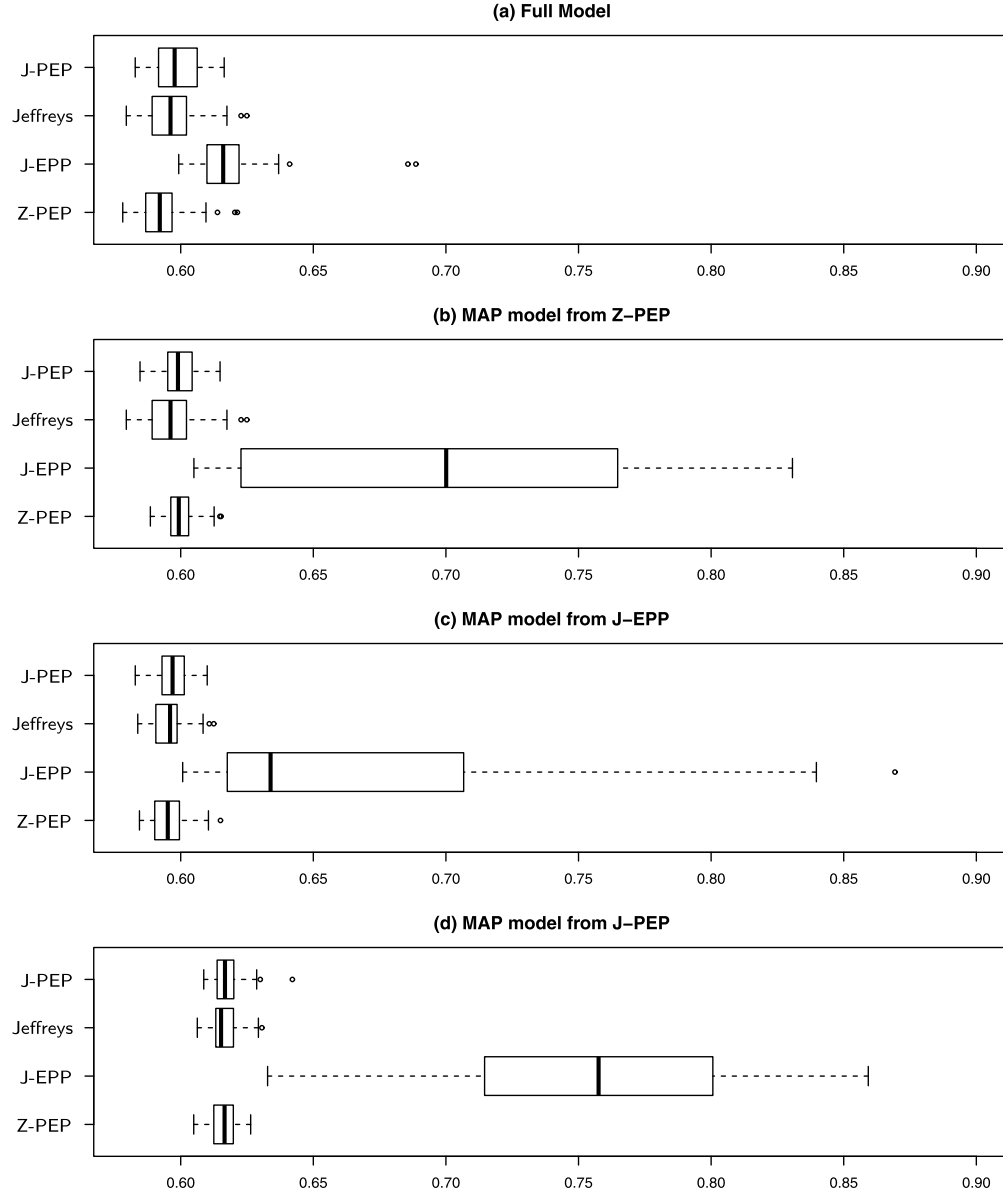 (a) Full Model
J-PEP
Jeffreys
J-EPP
Z-PEP
0.60 0.65 0.70 0.75 0.80 0.85 0.90
(b) MAP model from Z−PEP
J-PEP
Jeffreys
J-EPP
Z-PEP
0.60 0.65 0.70 0.75 0.80 0.85 0.90
(c) MAP model from J−EPP
J-PEP
Jeffreys
J-EPP
Z-PEP
0.60 0.65 0.70 0.75 0.80 0.85 0.90
(d) MAP model from J−PEP
J-PEP
Jeffreys
J-EPP
Z-PEP
0.60 0.65 0.70 0.75 0.80 0.85 0.90